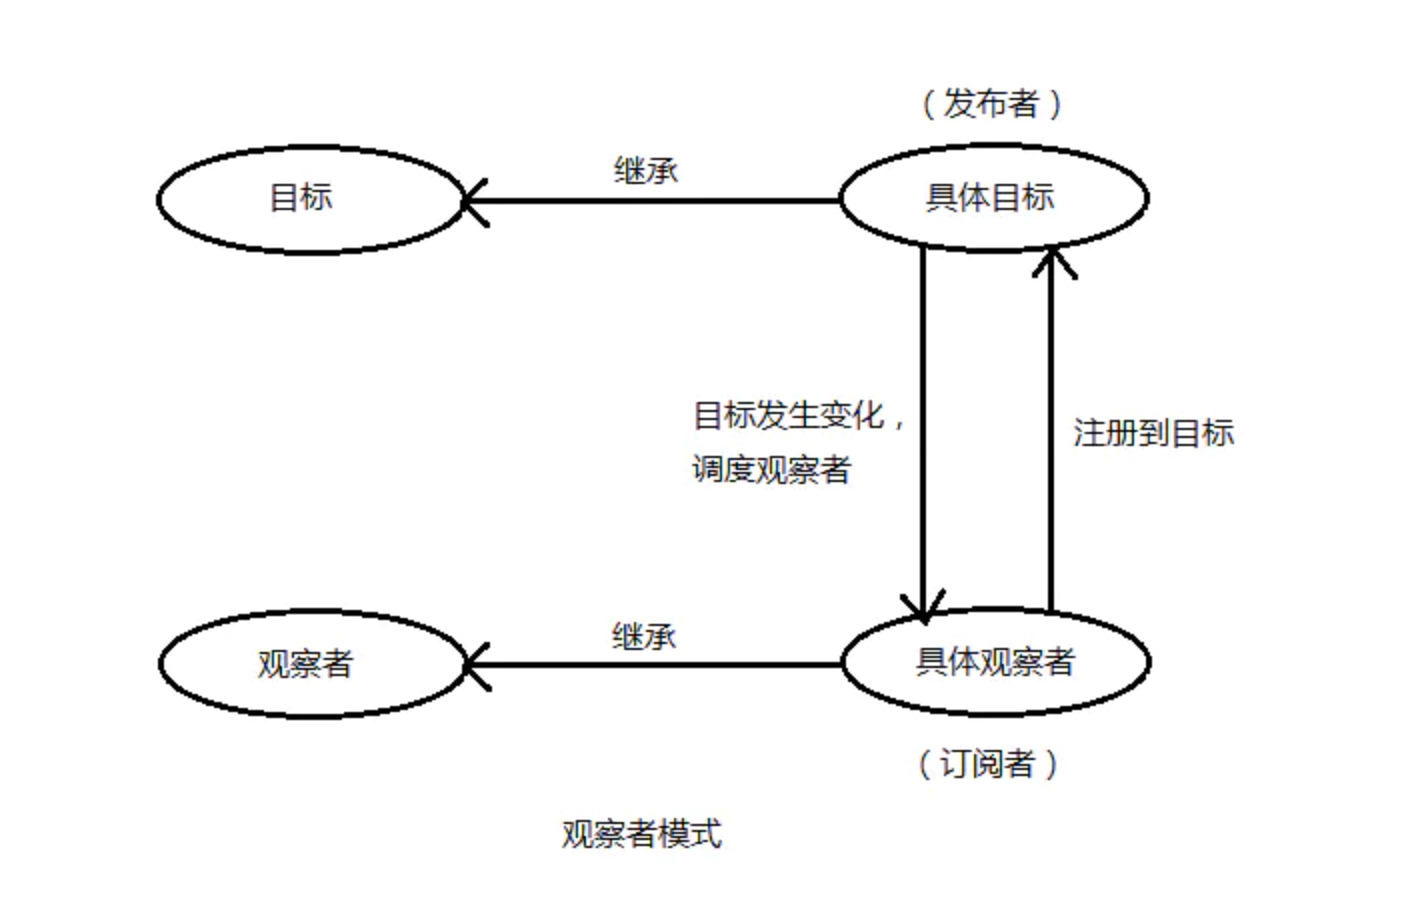 （发布者）
目标
继承
具体目标
目标发生变化，
调度观察者
注册到目标
观察者
继承
具体观察者
（订阅者）
观察者模式